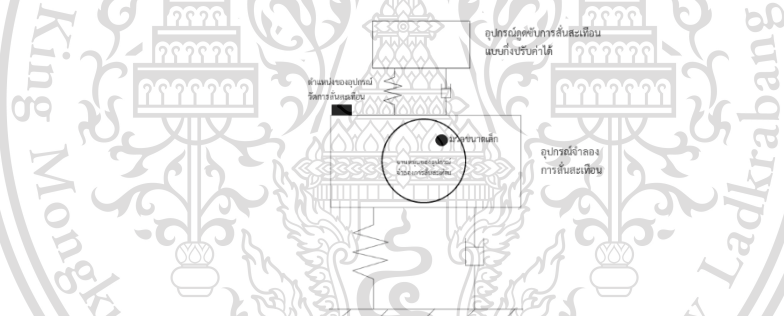 อุปกรณ์ดูดซับการสั่นสะเทือน
แบบกึ่งปรับค่าได้
ตำแหน่งของอุปกรณ์
วัดการสั่นสะเทือน
มวลขนาดเล็ก
อุปกรณ์จำลอง
การสั่นสะเทือน
King Mongkut
Ladkrabang